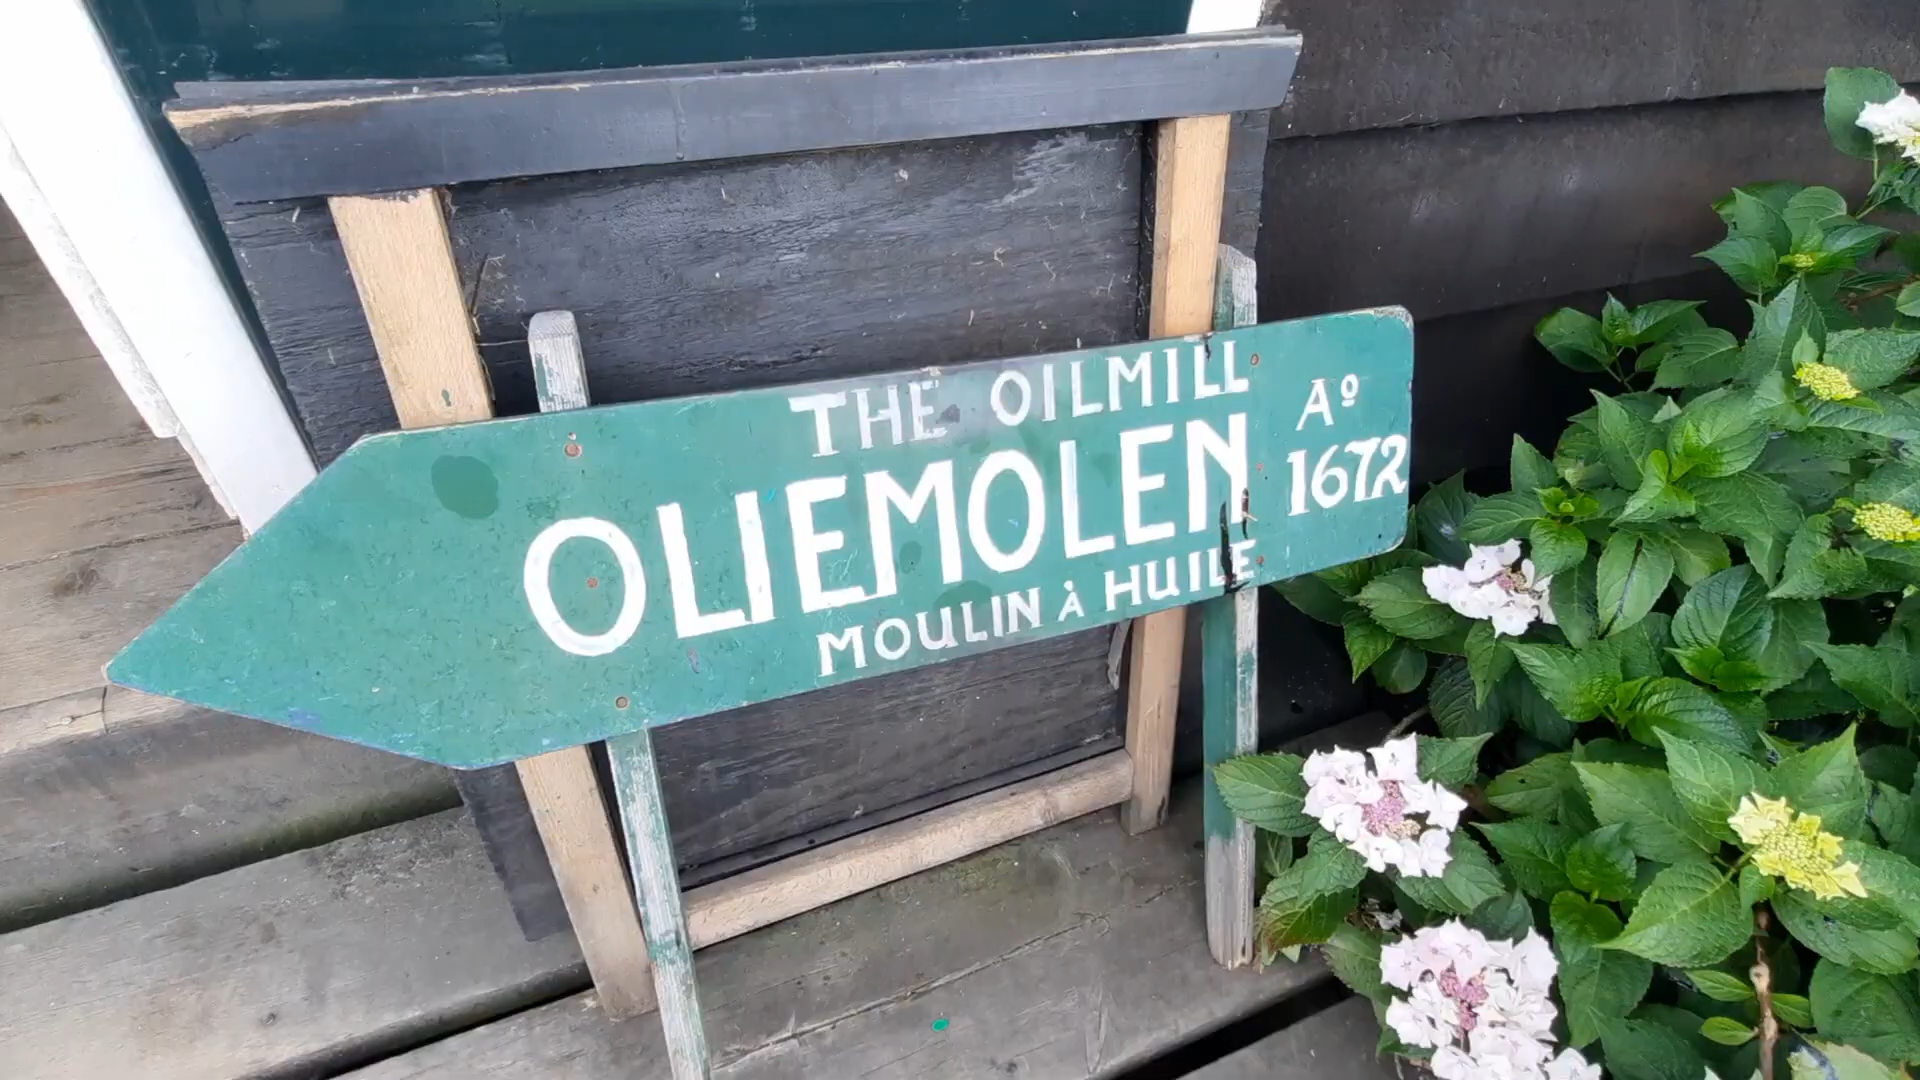 THE OILMILL
OLIEMOLEN
MOULIN À HUILE
Aº
1672